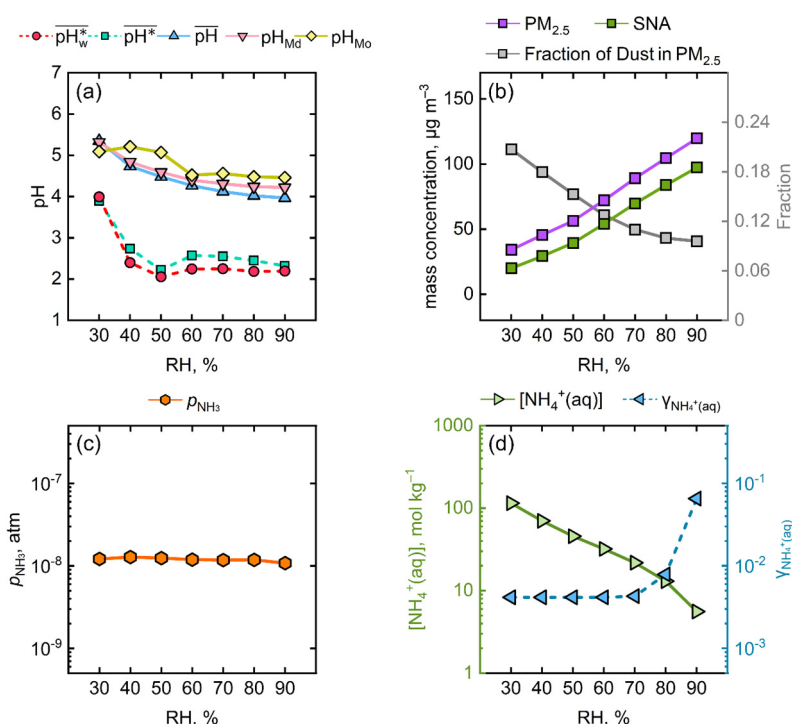 pH*w pH* pH pHMd pHMo
PM2.5 SNA
Fraction of Dust in PM2.5
(a)
pH
7
6
5
4
3
2
1
30 40 50 60 70 80 90
RH, %
(b)
mass concentration, μg m–3
150
100
50
0
0.24
0.18
0.12
0.06
0
Fraction
30 40 50 60 70 80 90
RH, %
pNH3
(c)
pNH3, atm
10–7
10–8
10–9
30 40 50 60 70 80 90
RH, %
[NH4+(aq)] γNH4+(aq)
(d)
[NH4+(aq)], mol kg–1
1000
100
10
1
10–1
10–2
10–3
γNH4+(aq)
30 40 50 60 70 80 90
RH, %